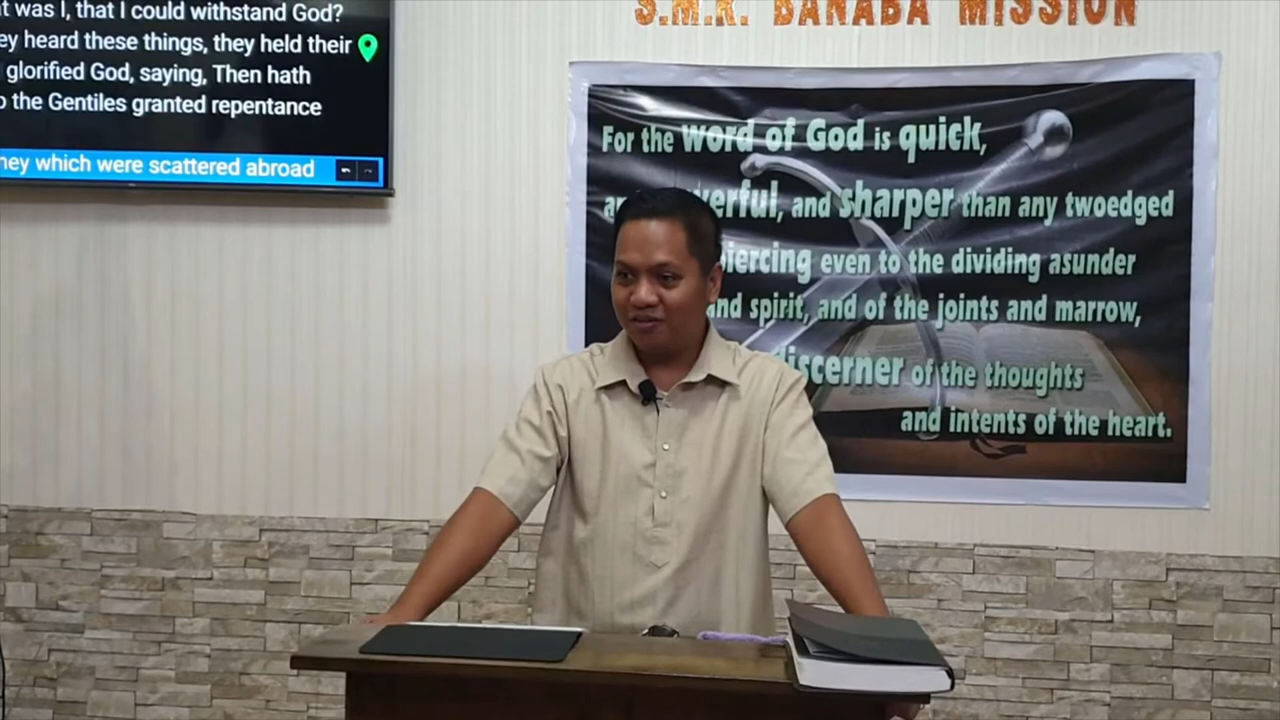 t was I, that I could withstand God?
ey heard these things, they held their
glorified God, saying, Then hath
o the Gentiles granted repentance
hey which were scattered abroad
S.M.R. BANABA MISSION
For the word of God is quick,
verful, and sharper than any twoedged
iercing even to the dividing asunder
nd spirit, and of the joints and marrow,
discerner of the thoughts
and intents of the heart.